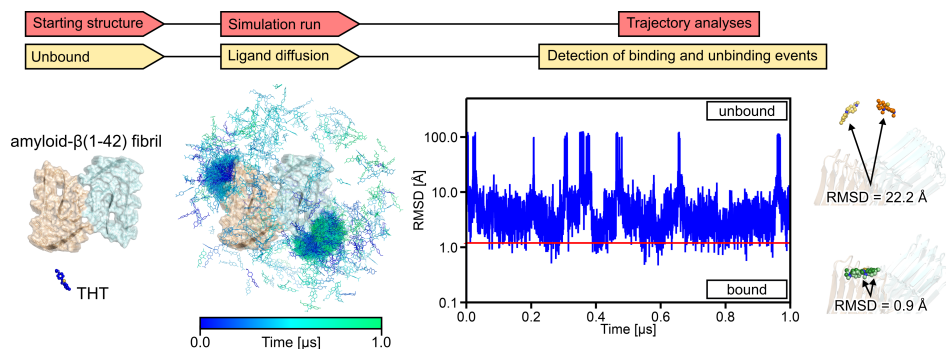 Starting structure
Simulation run
Trajectory analyses
Unbound
Ligand diffusion
Detection of binding and unbinding events
amyloid-β(1-42) fibril
THT
0.0
Time [µs]
1.0
RMSD [Å]
100.0
10.0
1.0
0.1
unbound
bound
0.0
0.2
0.4
0.6
0.8
1.0
Time [µs]
RMSD = 22.2 Å
RMSD = 0.9 Å